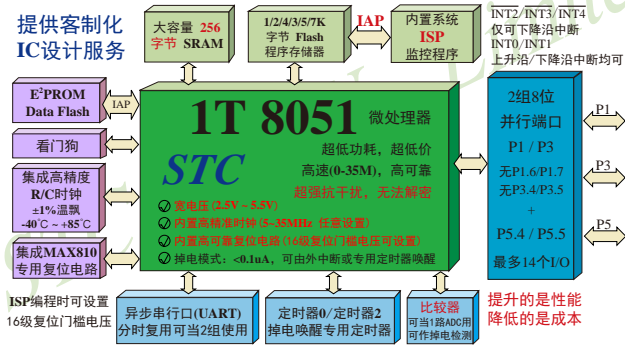 提供客制化
IC设计服务
大容量 256
字节 SRAM
1/2/4/3/5/7K
字节 Flash
程序存储器
IAP
内置系统
ISP
监控程序
INT2/INT3/INT4
仅可下降沿中断
INT0/INT1
上升沿/下降沿中断均可
E²PROM
Data Flash
IAP
看门狗
集成高精度
R/C时钟
±1%温飘
-40℃~+85℃
集成MAX810
专用复位电路
ISP编程时可设置
16级复位门槛电压
1T 8051 微处理器
STC
超低功耗，超低价
高速(0-35M)，高可靠
超强抗干扰，无法解密
宽电压(2.5V~5.5V)
内置高精准时钟(5~35MHz 任意设置)
内置高可靠复位电路(16级复位门槛电压可设置)
掉电模式：<0.1uA，可由外中断或专用定时器唤醒
2组8位
并行端口
P1 / P3
无P1.6/P1.7
无P3.4/P3.5
+
P5.4 / P5.5
最多14个I/O
P1
P3
P5
异步串行口(UART)
分时复用可当2组使用
定时器0/定时器2
掉电唤醒专用定时器
比较器
可当1路ADC用
可作掉电检测
提升的是性能
降低的是成本